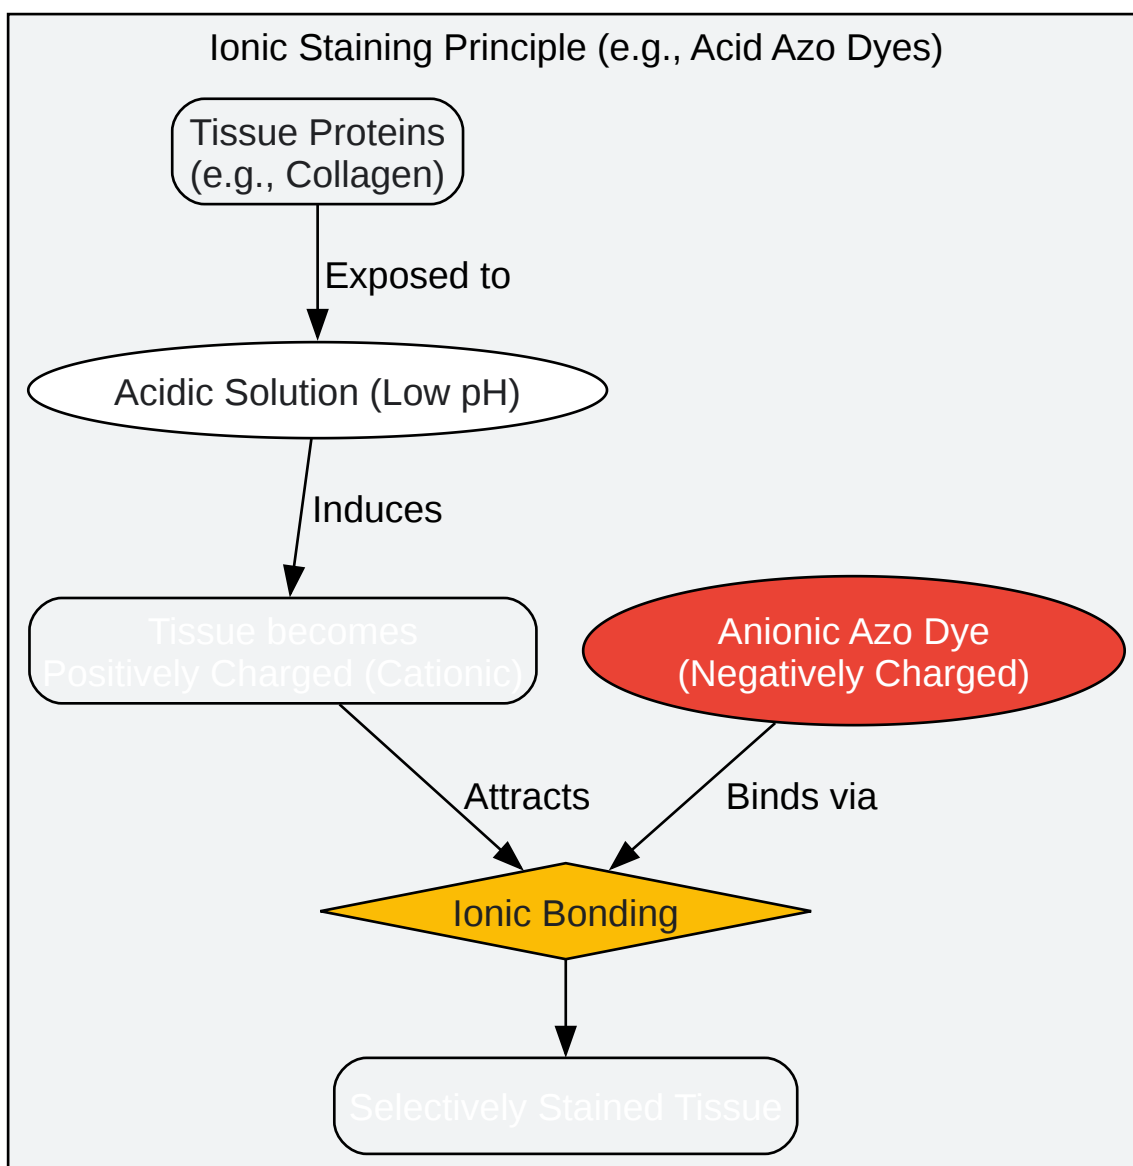 Ionic Staining Principle (e.g., Acid Azo Dyes)
Tissue Proteins
(e.g., Collagen)
Exposed to
Acidic Solution (Low pH)
Induces
Tissue becomes
Positively Charged (Cationic)
Anionic Azo Dye
(Negatively Charged)
Attracts
Binds via
Ionic Bonding
Selectively Stained Tissue